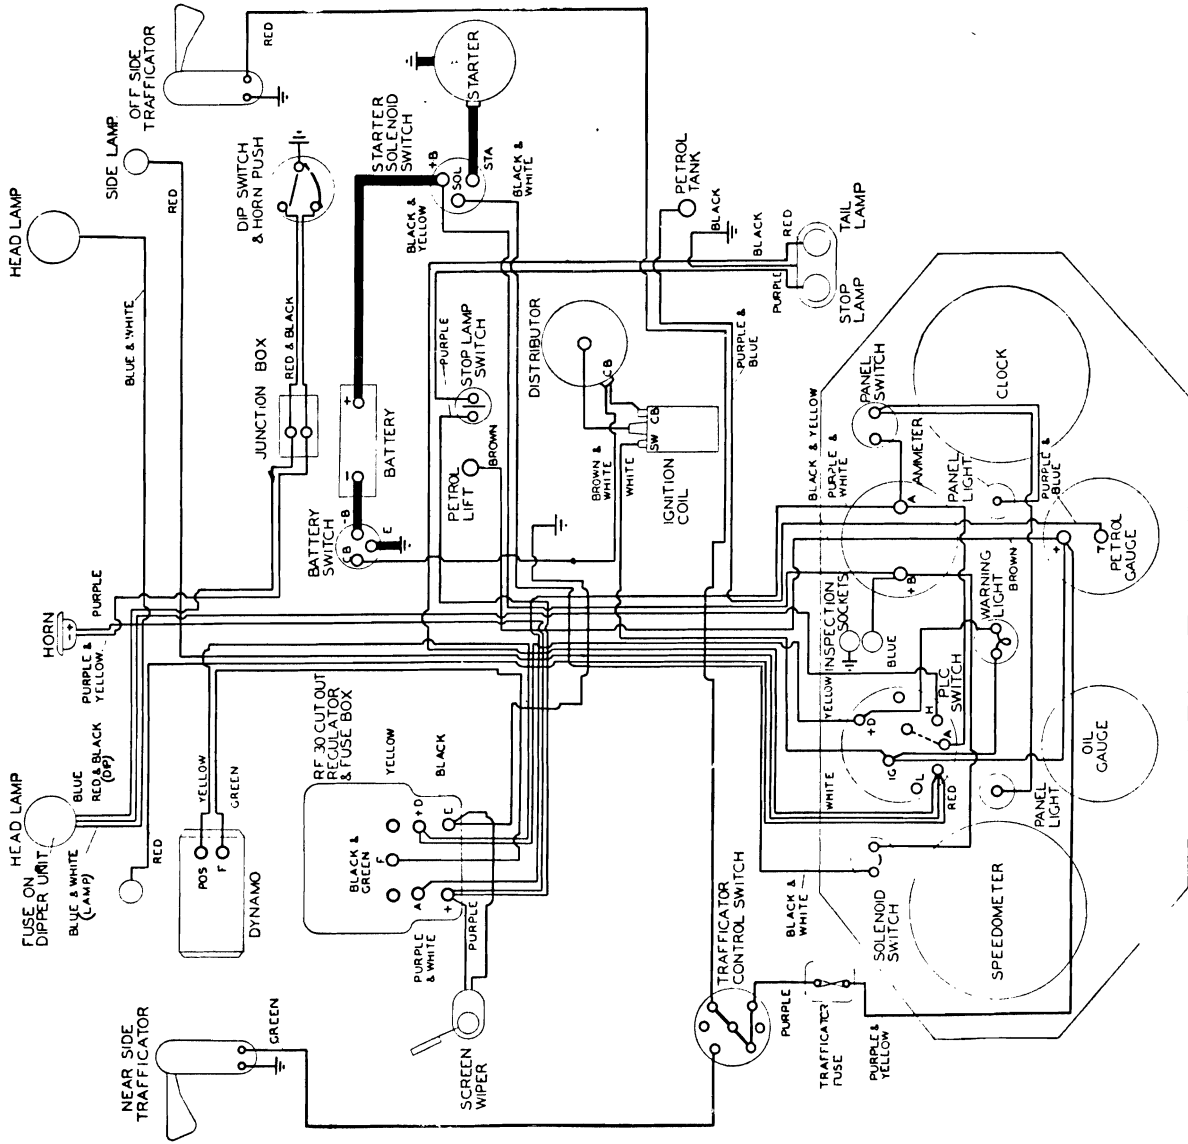 HEAD LAMP
SIDE LAMP
OFF SIDE
TRAFFICATOR
RED
RED
BLUE & WHITE
DIP SWITCH
& HORN PUSH
RED & BLACK
JUNCTION BOX
STARTER
STARTER
SOLENOID
SWITCH
+B
SOL
STA
BLACK &
WHITE
BLACK &
YELLOW
BATTERY
+
−
BATTERY
SWITCH
-B
B
E
PETROL
LIFT
BROWN
STOP LAMP
SWITCH
PURPLE
DISTRIBUTOR
CB
CB
SW
BROWN &
WHITE
WHITE
IGNITION
COIL
PETROL
TANK
BLACK
BLACK
RED
PURPLE
TAIL
LAMP
STOP
LAMP
PURPLE &
BLUE
HORN
+
-
PURPLE
PURPLE &
YELLOW
HEAD LAMP
FUSE ON
DIPPER UNIT
BLUE
RED & BLACK
(DIP)
BLUE & WHITE
(LAMP)
RED
YELLOW
GREEN
POS
F
DYNAMO
RF 30 CUT OUT
REGULATOR
& FUSE BOX
YELLOW
BLACK
BLACK &
GREEN
F
+D
E
A
+
PURPLE
& WHITE
PURPLE
SCREEN
WIPER
NEAR SIDE
TRAFFICATOR
GREEN
TRAFFICATOR
CONTROL SWITCH
PURPLE
TRAFFICATOR
FUSE
PURPLE &
YELLOW
BLACK &
WHITE
SOLENOID
SWITCH
SPEEDOMETER
PANEL
LIGHT
WHITE
RED
L
IG
A
H
+D
PLC
SWITCH
OIL
GAUGE
YELLOW
INSPECTION
SOCKETS
BLUE
WARNING
LIGHT
BROWN
+B
A
AMMETER
BLACK & YELLOW
PURPLE &
WHITE
PANEL
SWITCH
PANEL
LIGHT
CLOCK
PURPLE &
BLUE
+
T
PETROL
GAUGE